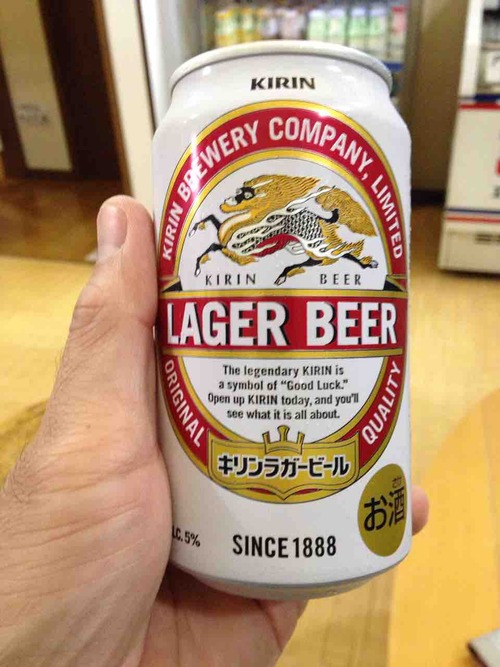 KIRIN
KIRIN BREWERY COMPANY, LIMITED
KIRIN BEER
LAGER BEER
The legendary KIRIN is
a symbol of "Good Luck."
Open up KIRIN today, and you'll
see what it is all about.
ORIGINAL QUALITY
キリンラガービール
お酒
LC. 5%
SINCE 1888